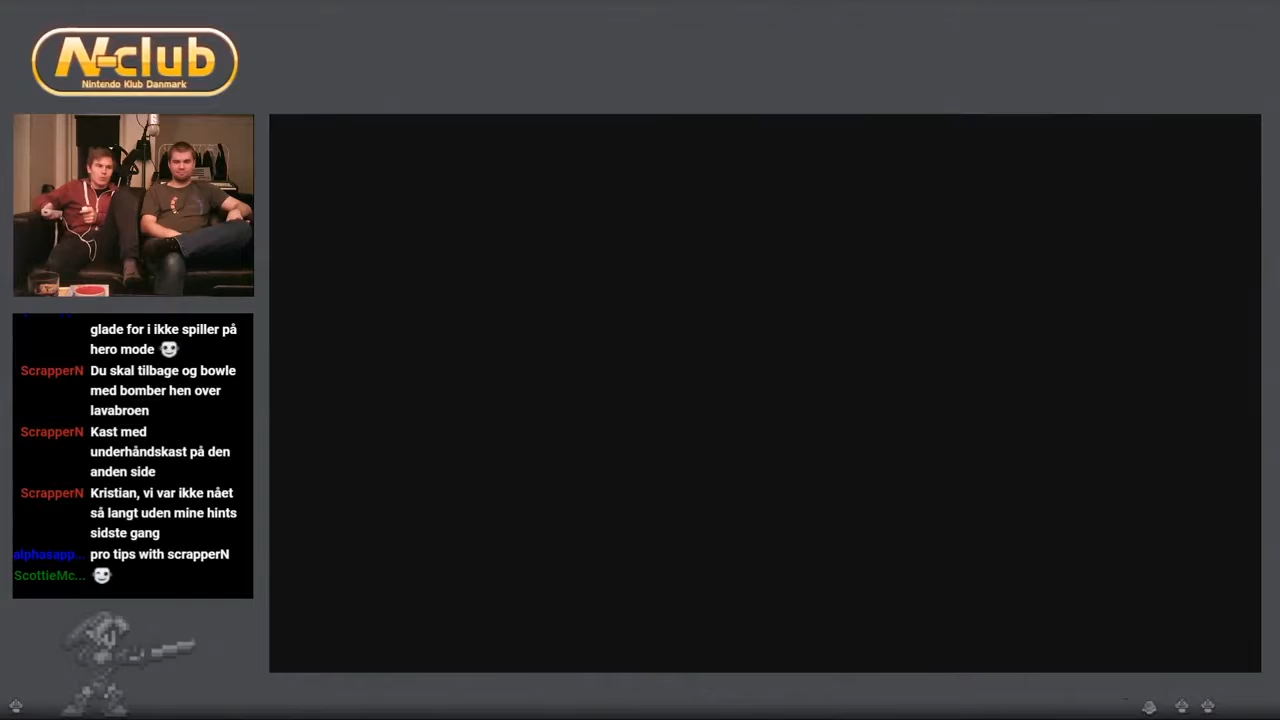 N-club
Nintendo Klub Danmark
glade for i ikke spiller på
hero mode
ScrapperN Du skal tilbage og bowle
med bomber hen over
lavabroen
ScrapperN Kast med
underhåndskast på den
anden side
ScrapperN Kristian, vi var ikke nået
så langt uden mine hints
sidste gang
alphasapp... pro tips with scrapperN
ScottieMc...